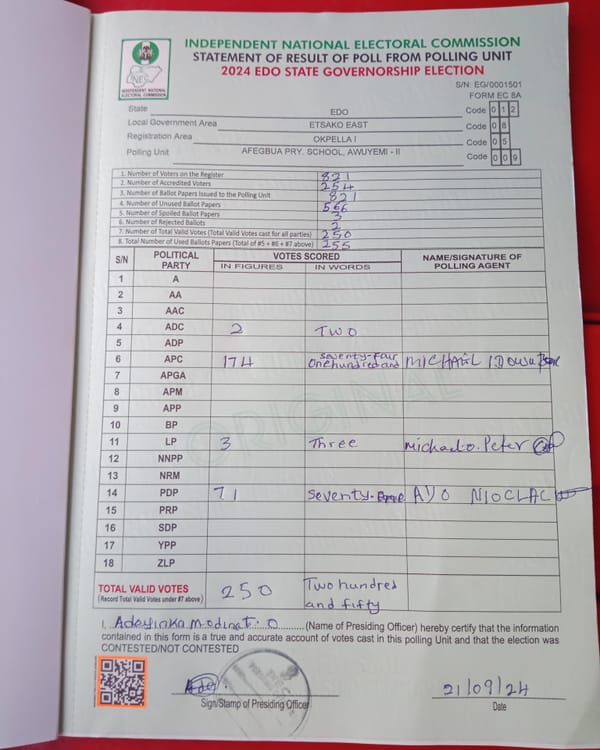 INDEPENDENT NATIONAL ELECTORAL COMMISSION
STATEMENT OF RESULT OF POLL FROM POLLING UNIT
2024 EDO STATE GOVERNORSHIP ELECTION
INEC
INDEPENDENT NATIONAL
ELECTORAL COMMISSION
S/N: EG/0001501
FORM EC 8A
State EDO Code 0 1 2
Local Government Area ETSAKO EAST Code 0 8
Registration Area OKPELLA I Code 0 5
Polling Unit AFEGBUA PRY. SCHOOL, AWUYEMI - II Code 0 0 9
1. Number of Voters on the Register 821
2. Number of Accredited Voters 254
3. Number of Ballot Papers Issued to the Polling Unit 821
4. Number of Unused Ballot Papers 566
5. Number of Spoiled Ballot Papers 3
6. Number of Rejected Ballots 2
7. Number of Total Valid Votes (Total Valid Votes cast for all parties) 250
8. Total Number of Used Ballots Papers (Total of #5 + #6 + #7 above) 255
S/N POLITICAL PARTY VOTES SCORED NAME/SIGNATURE OF POLLING AGENT
IN FIGURES IN WORDS
1 A
2 AA
3 AAC
4 ADC 2 Two
5 ADP
6 APC 174 One hundred and seventy-four MICHAEL IDOWU
7 APGA
8 APM
9 APP
10 BP
11 LP 3 Three Michael O. Peter
12 NNPP
13 NRM
14 PDP 71 Seventy- AYO
15 PRP
16 SDP
17 YPP
18 ZLP
ORIGINAL
TOTAL VALID VOTES 250 Two hundred and fifty
(Record Total Valid Votes under #7 above)
I, Adeyinka Modinat. O (Name of Presiding Officer) hereby certify that the information
contained in this form is a true and accurate account of votes cast in this polling Unit and that the election was
CONTESTED/NOT CONTESTED
21/09/24
Sign/Stamp of Presiding Officer Date